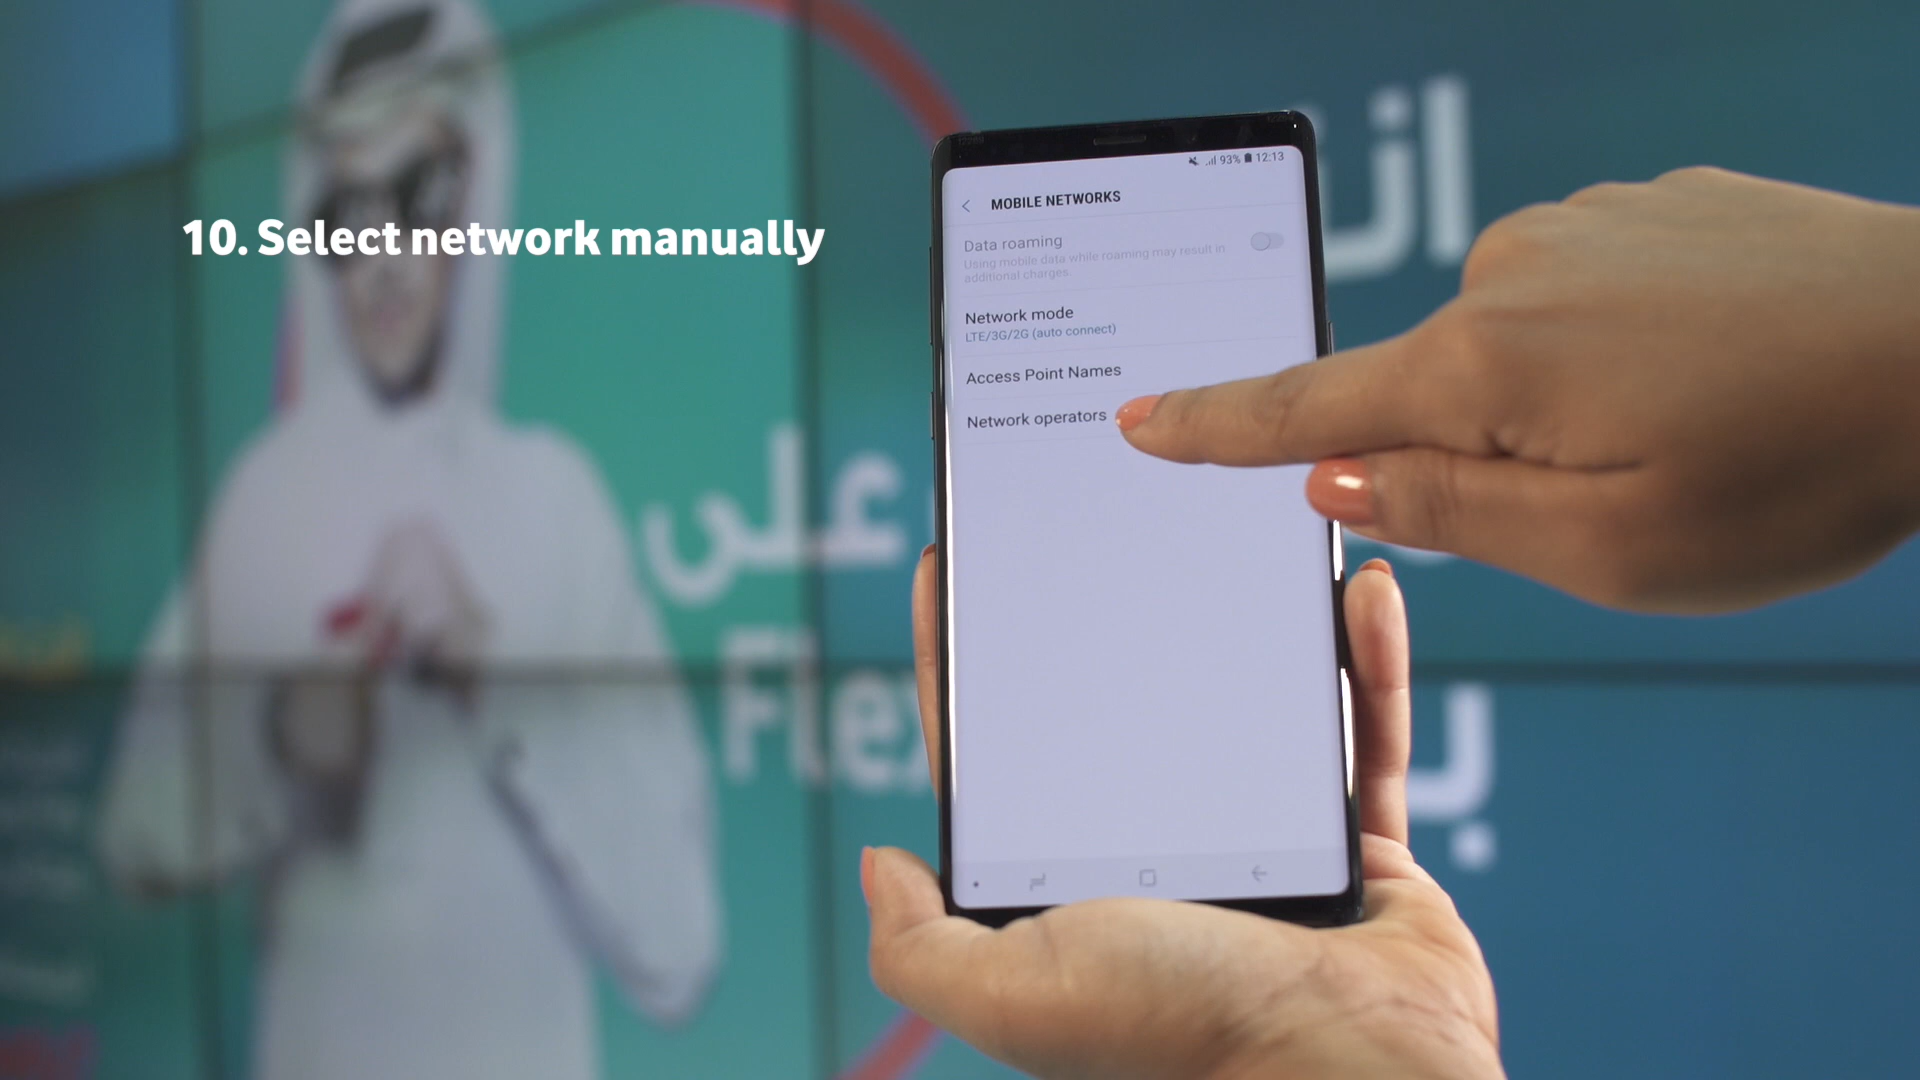 10. Select network manually
93% 12:13
MOBILE NETWORKS
Data roaming
Using mobile data while roaming may result in
additional charges.
Network mode
LTE/3G/2G (auto connect)
Access Point Names
Network operators
على
Flex